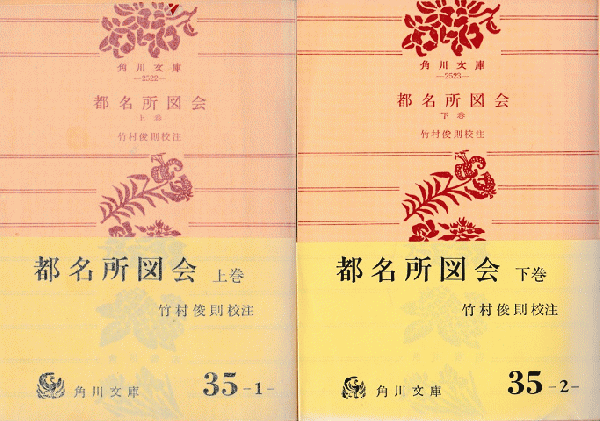 角川文庫
—2522—
都名所図会
上巻
竹村俊則校注
都名所図会 上巻
竹村俊則校注
角川文庫 35-1-
角川文庫
—2523—
都名所図会
下巻
竹村俊則校注
都名所図会 下巻
竹村俊則校注
角川文庫 35-2-